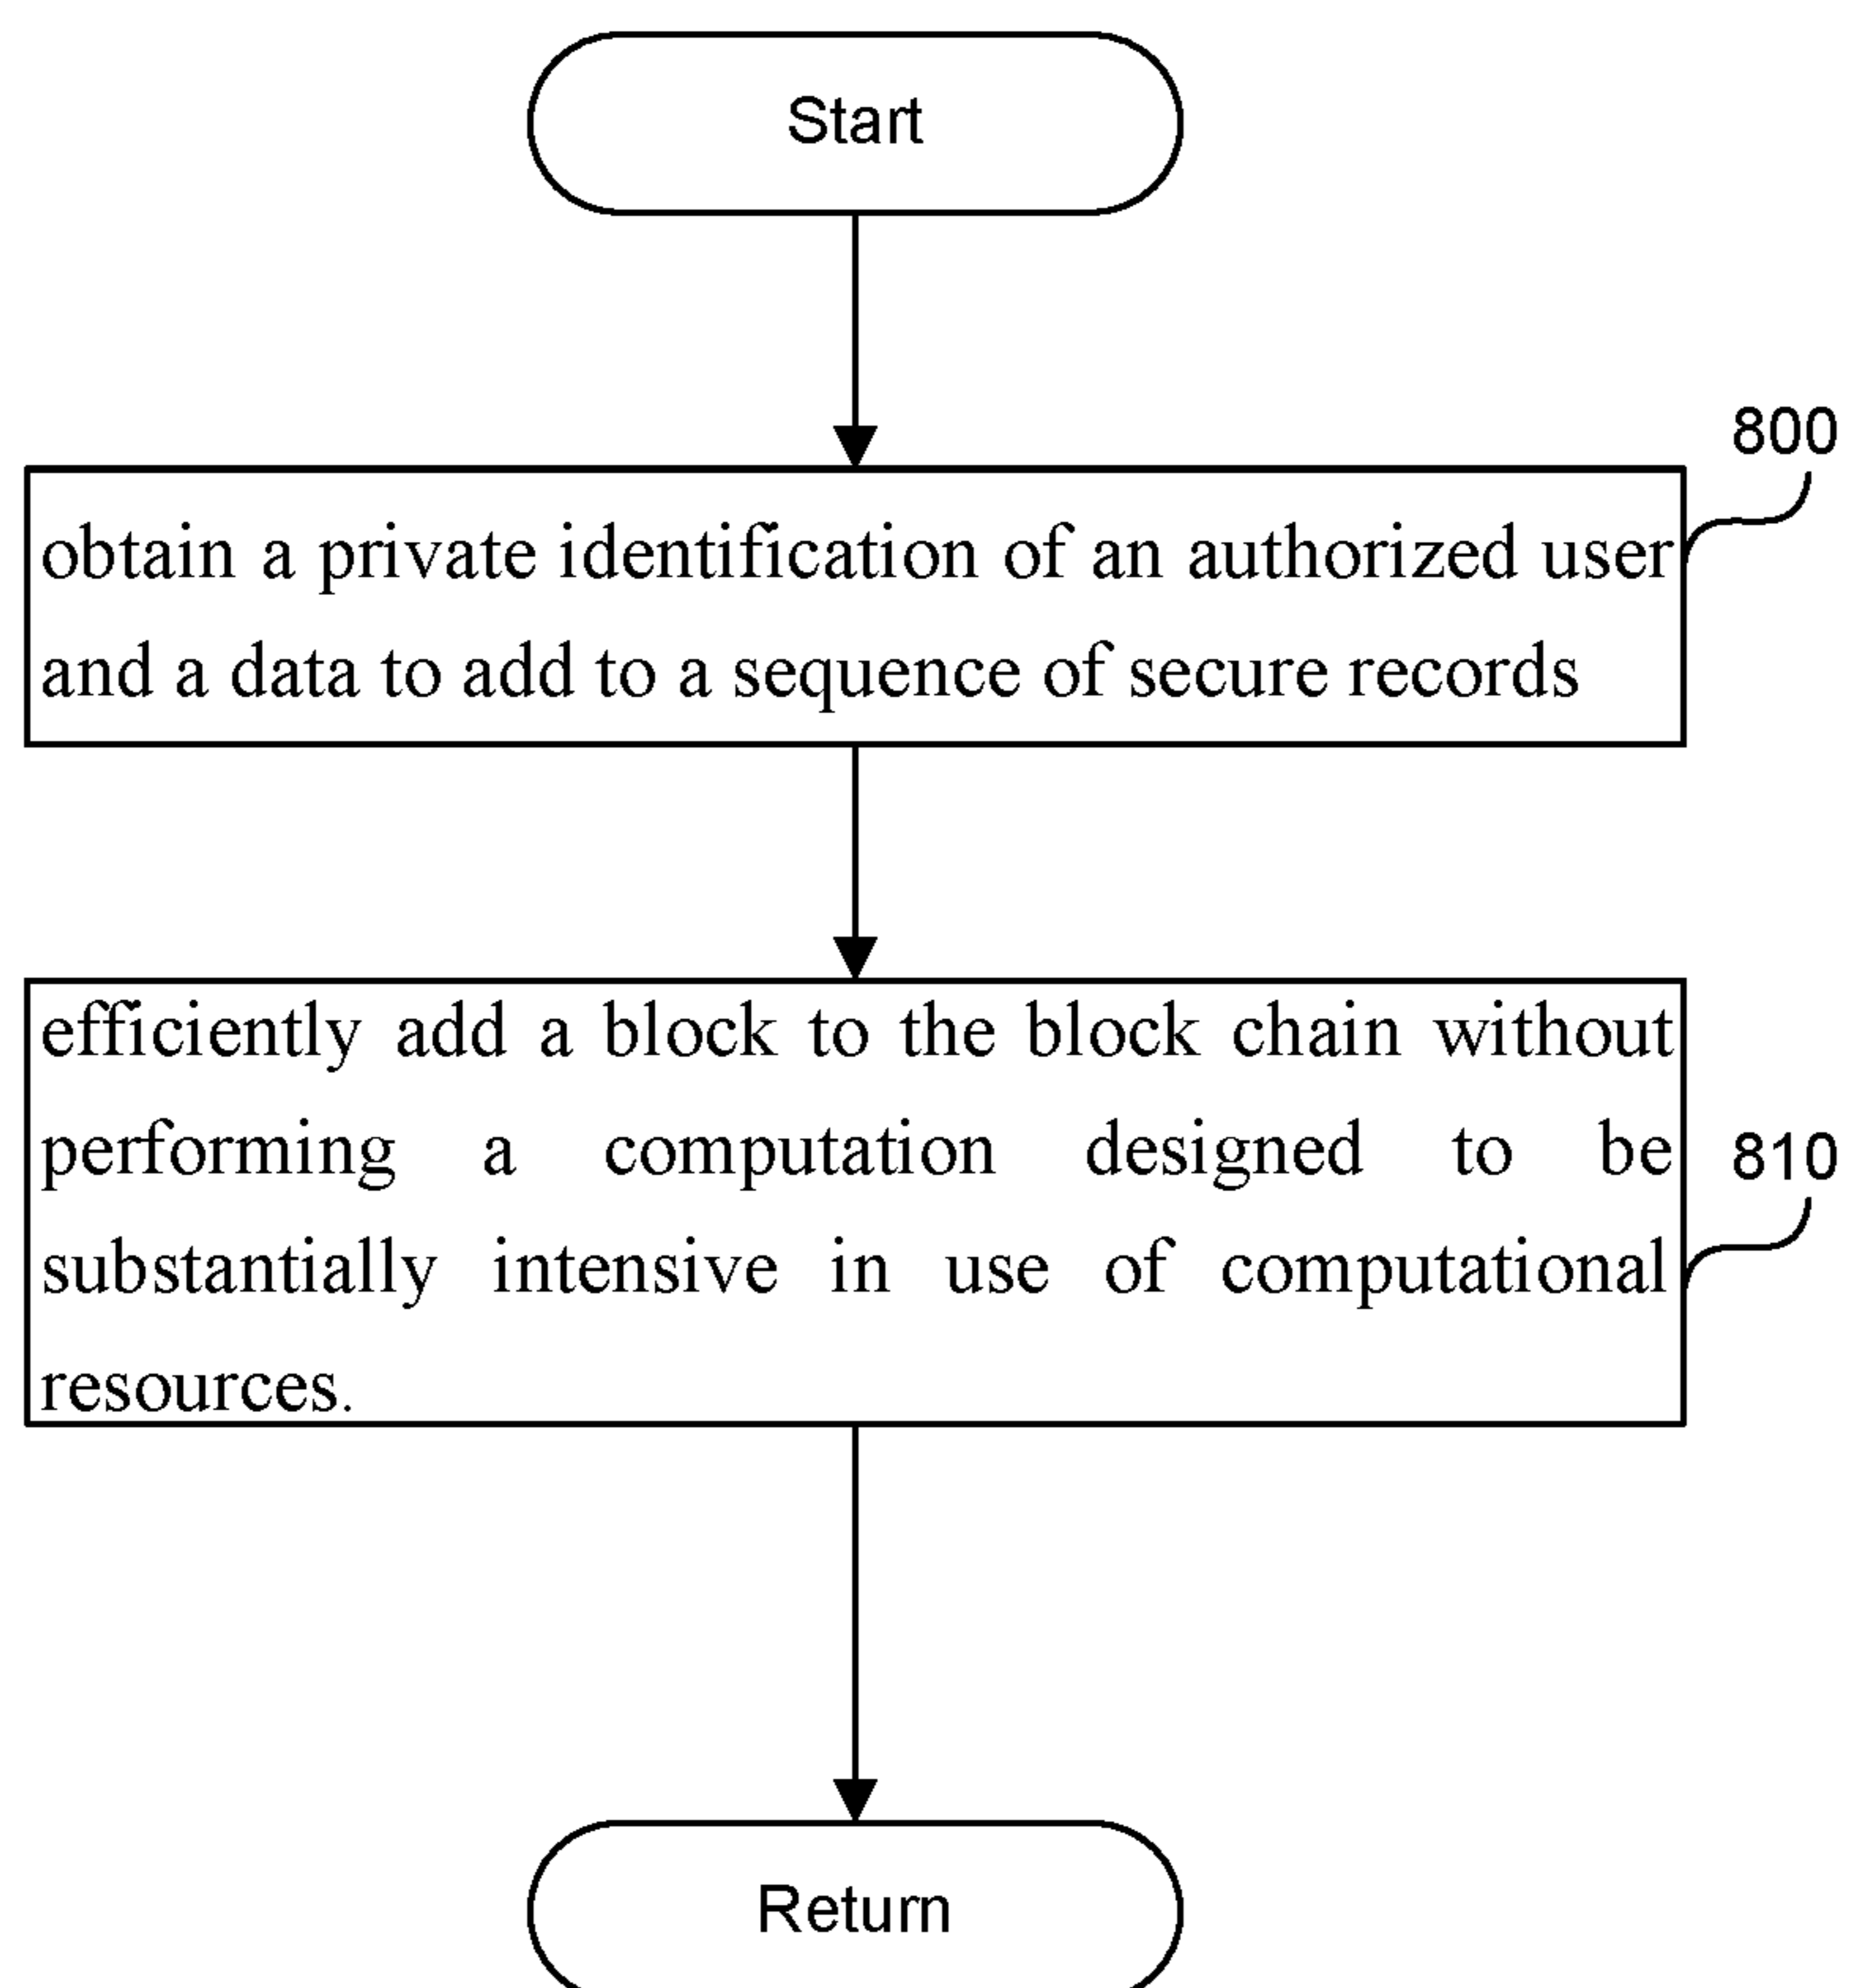 Start
800
obtain a private identification of an authorized user
and a data to add to a sequence of secure records
efficiently add a block to the block chain without
performing a computation designed to be
810
substantially intensive in use of computational
resources.
Return